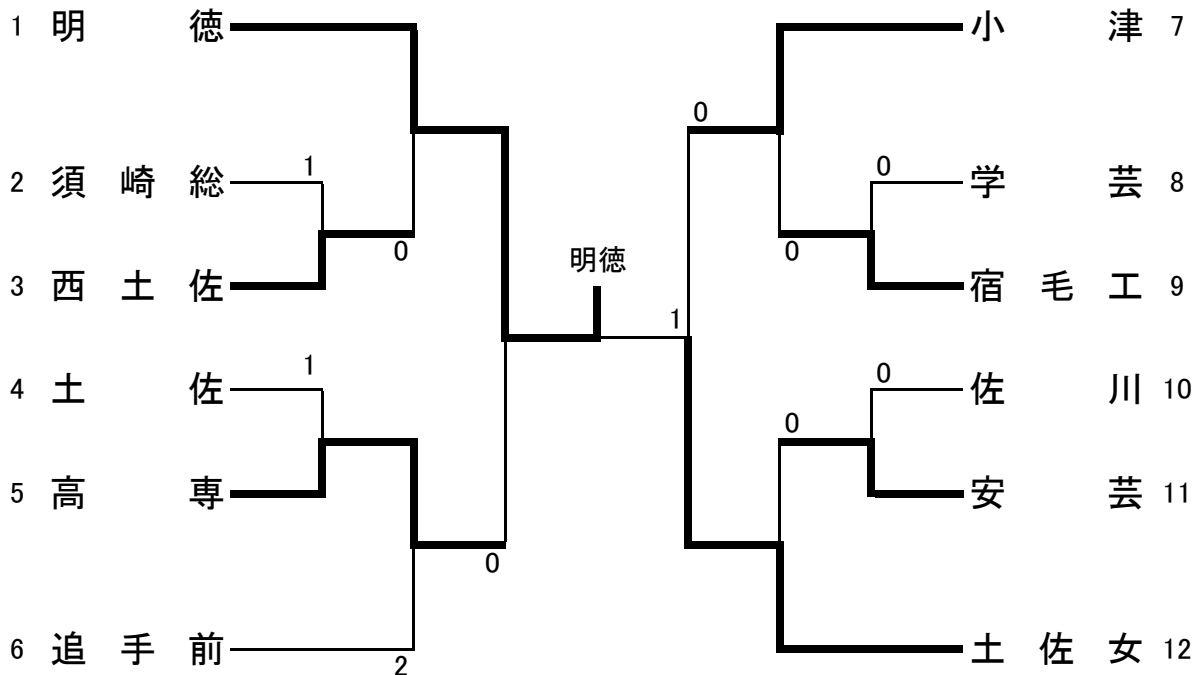 1 明徳
小津 7
0
2 須崎総 1
0 学芸 8
0
0
明徳
3 西土佐
宿毛工 9
1
4 土佐 1
0 佐川 10
0
5 高専
安芸 11
0
6 追手前 2
土佐女 12